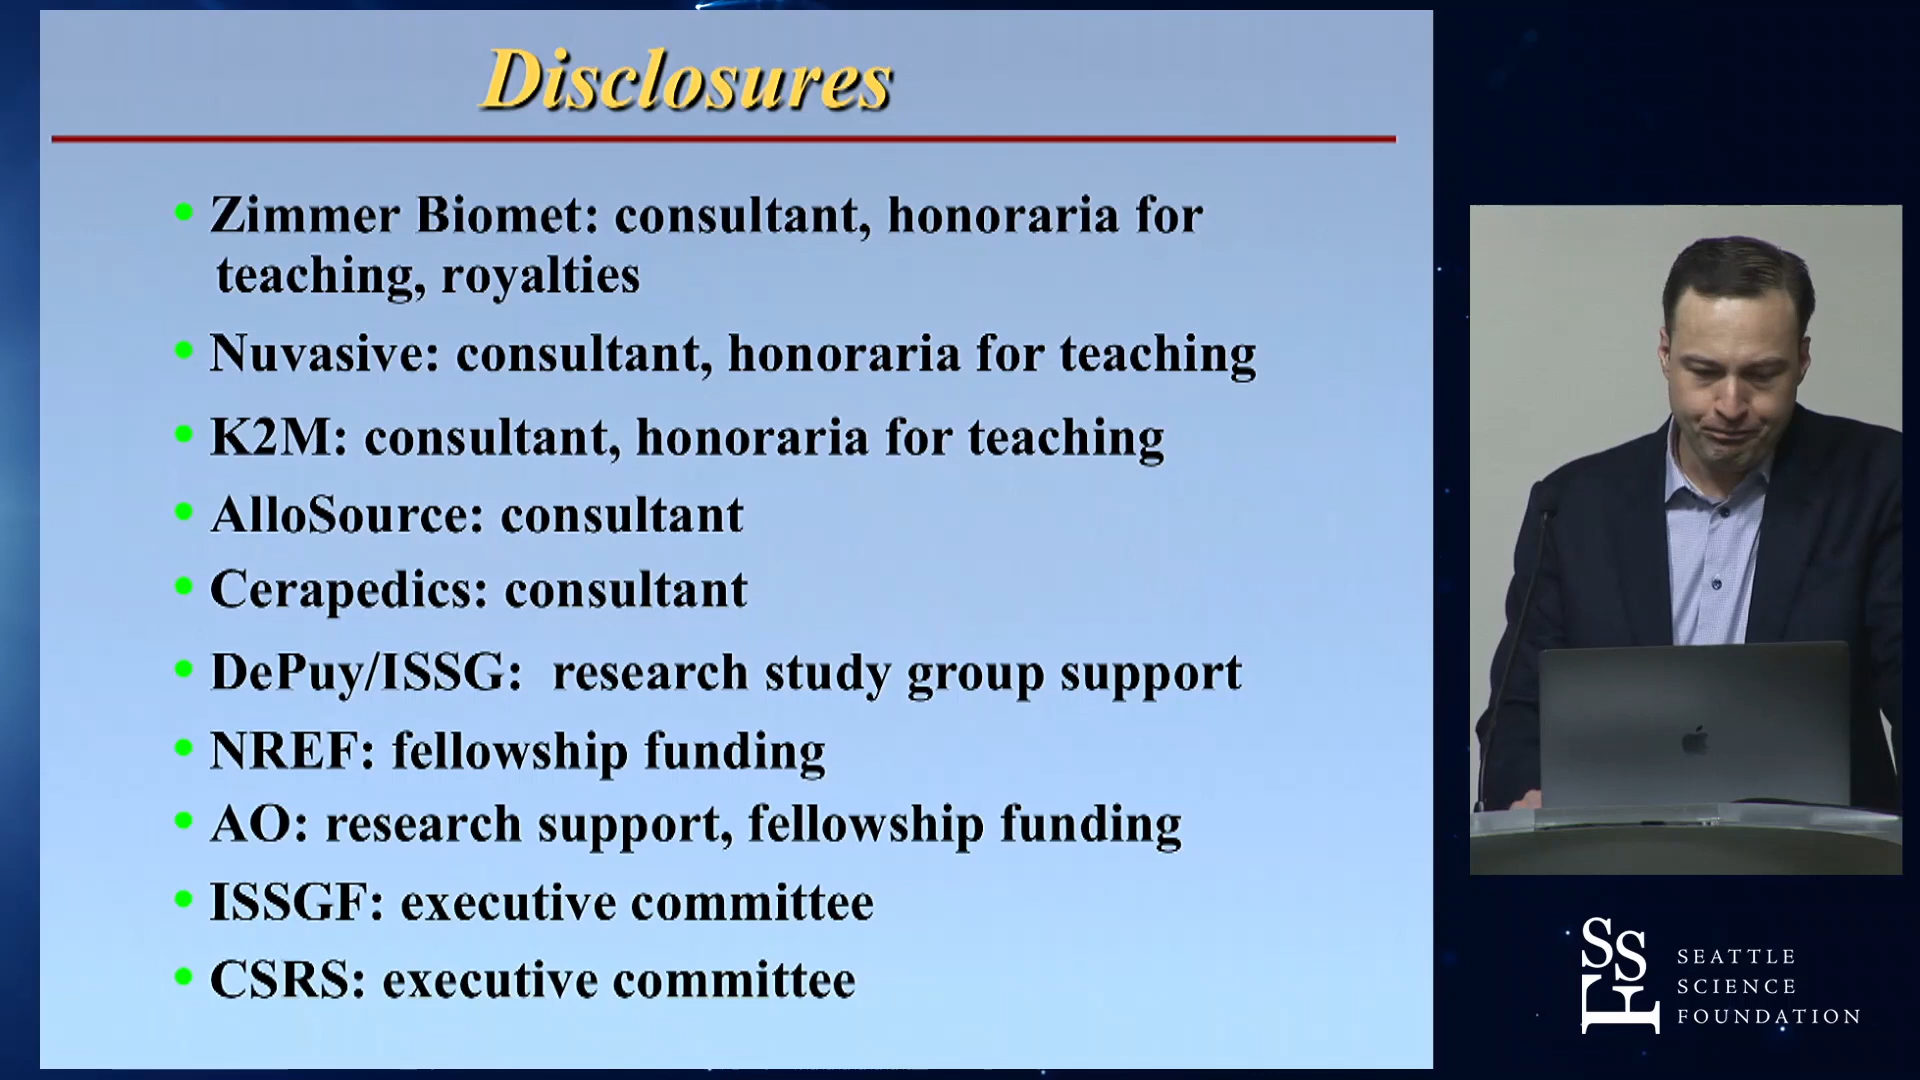 Disclosures
• Zimmer Biomet: consultant, honoraria for
teaching, royalties
• Nuvasive: consultant, honoraria for teaching
• K2M: consultant, honoraria for teaching
• AlloSource: consultant
• Cerapedics: consultant
• DePuy/ISSG:  research study group support
• NREF: fellowship funding
• AO: research support, fellowship funding
• ISSGF: executive committee
• CSRS: executive committee
SSF
SEATTLE
SCIENCE
FOUNDATION